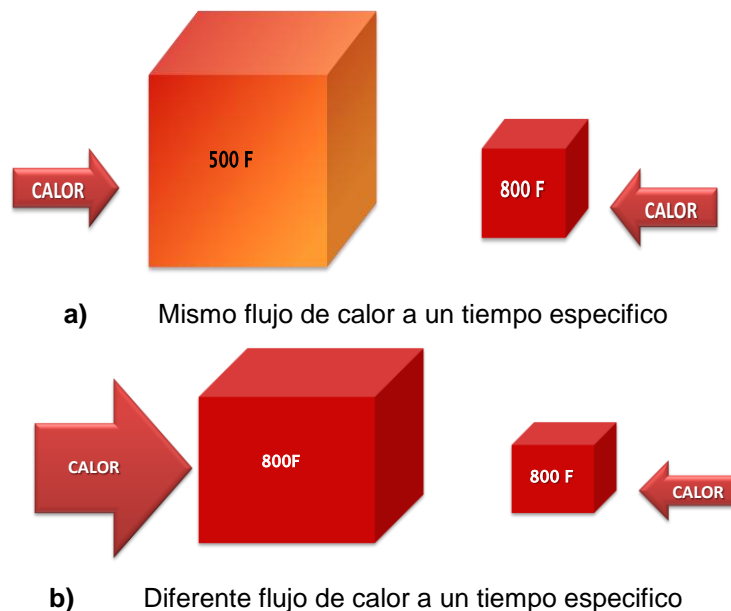 500 F
800 F
CALOR
CALOR
a) Mismo flujo de calor a un tiempo especifico
CALOR
800F
800 F
CALOR
b) Diferente flujo de calor a un tiempo especifico